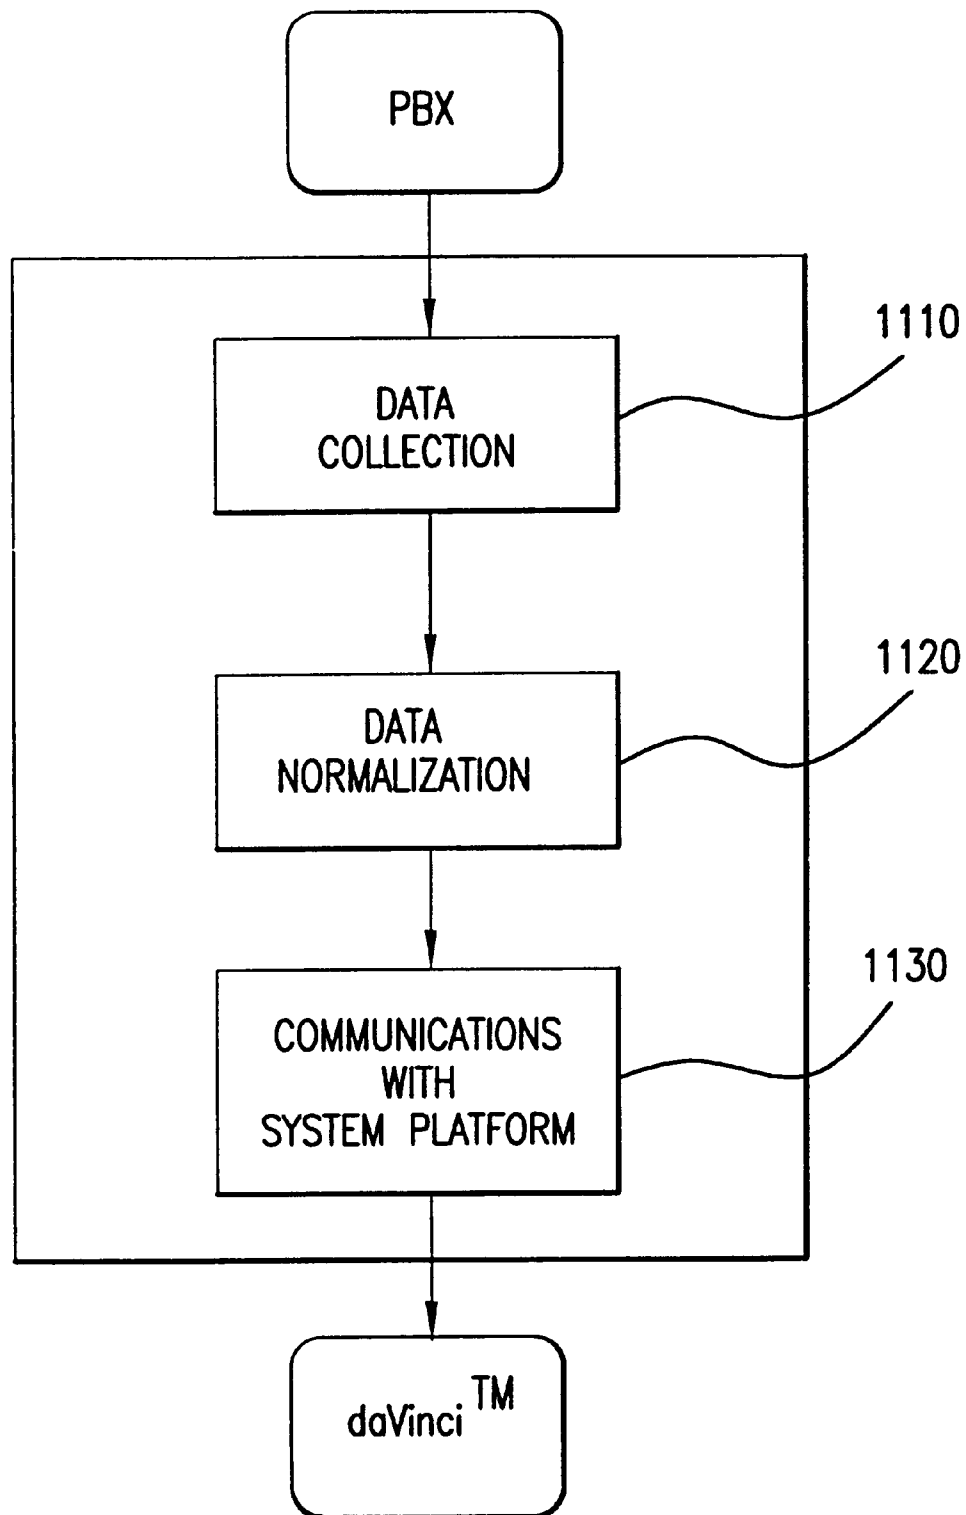 PBX
1110
DATA
COLLECTION
1120
DATA
NORMALIZATION
1130
COMMUNICATIONS
WITH
SYSTEM PLATFORM
daVinci TM